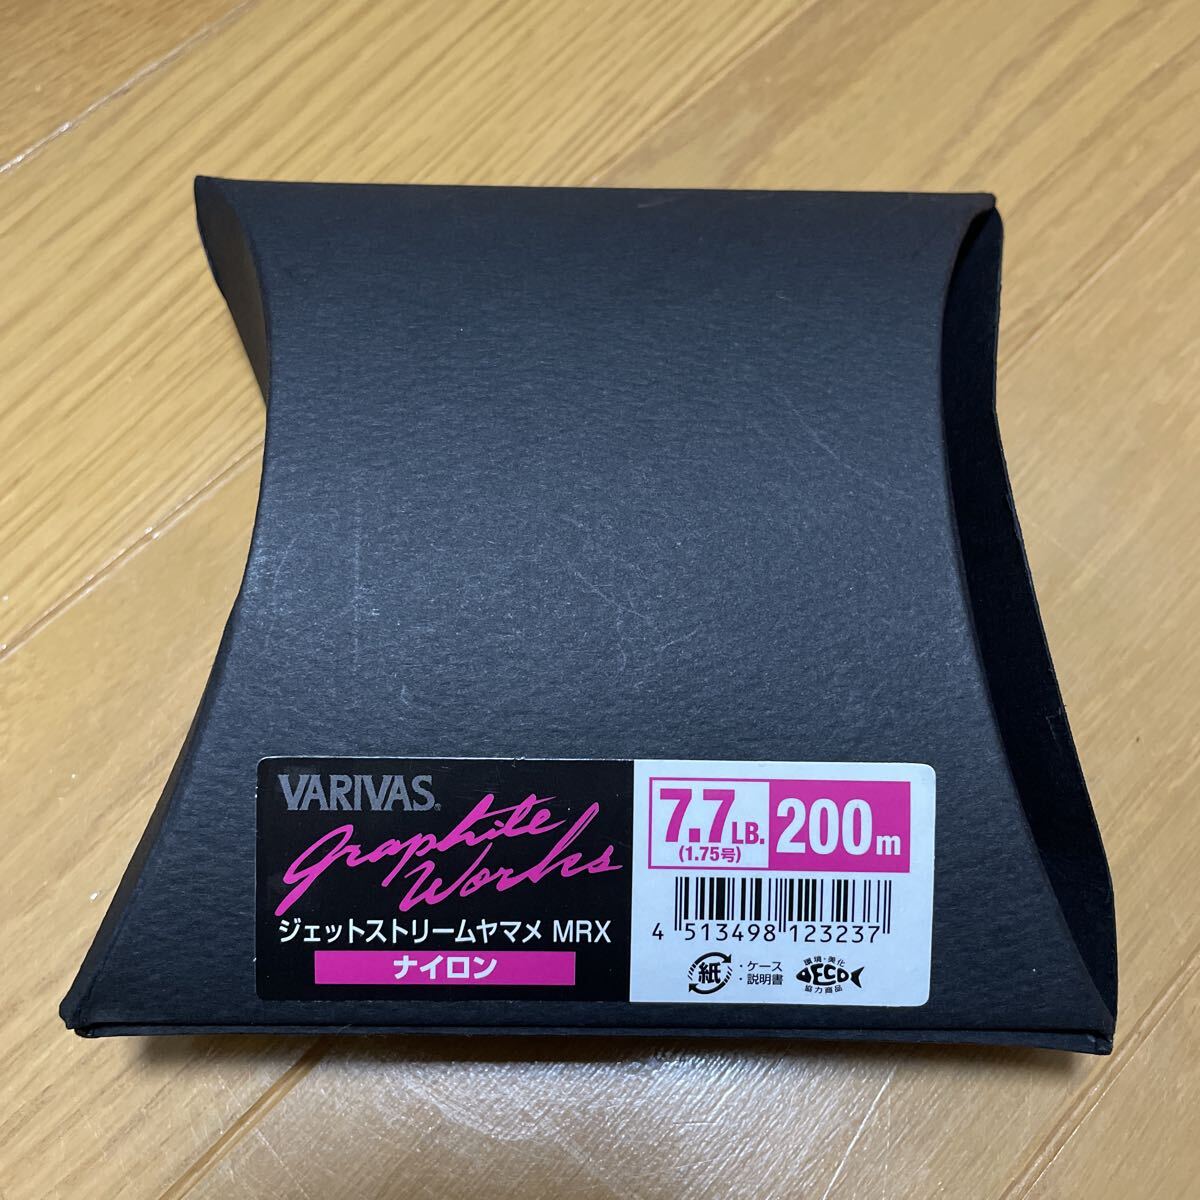 VARIVAS®
Graphite
Works
ジェットストリームヤマメ MRX
ナイロン
7.7LB.
(1.75号)
200m
4 513498 123237
紙
・ケース
・説明書
環境・美化
ECO
協力商品